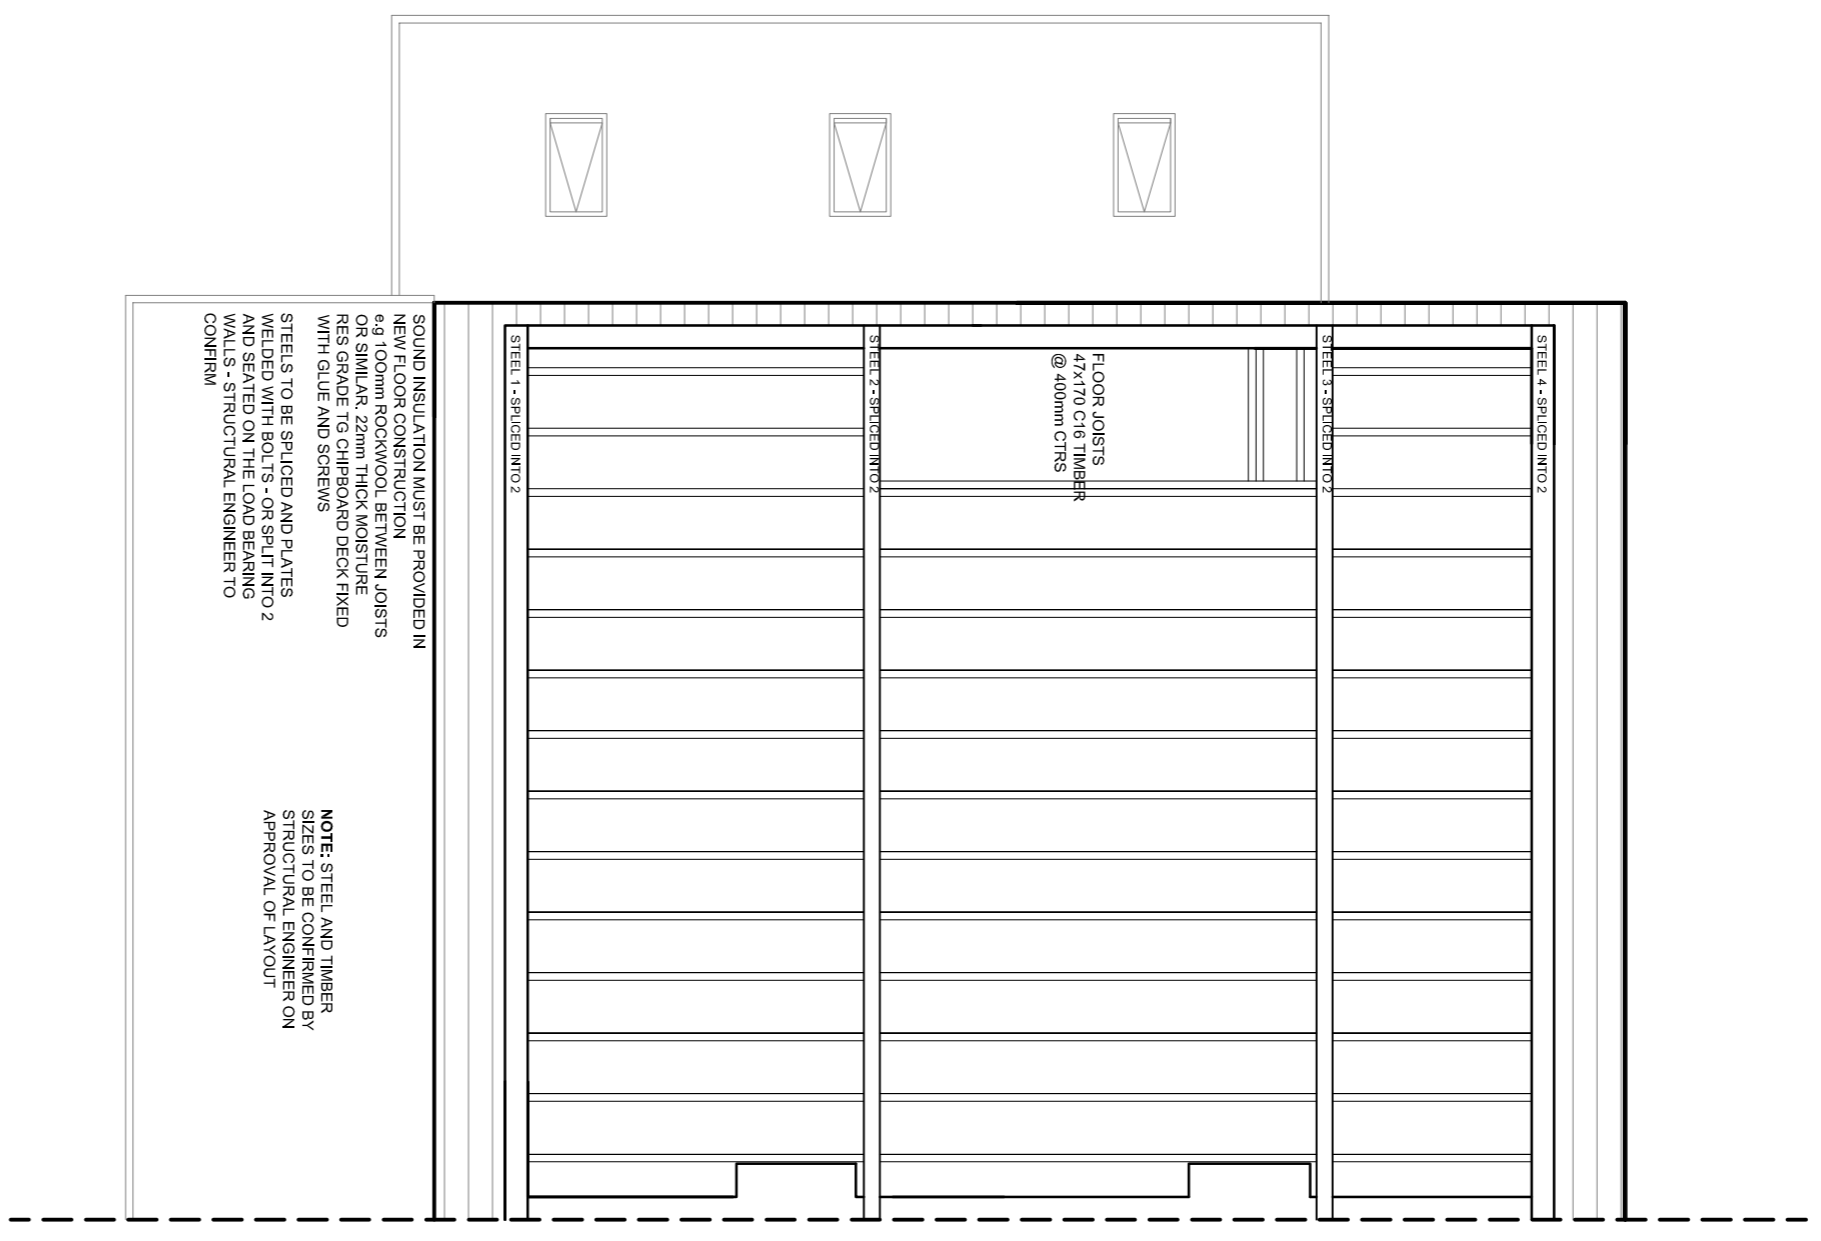 SOUND INSULATION MUST BE PROVIDED IN
NEW FLOOR CONSTRUCTION
e.g 100mm ROCKWOOL BETWEEN JOISTS
OR SIMILAR. 22mm THICK MOISTURE
RES GRADE TG CHIPBOARD DECK FIXED
WITH GLUE AND SCREWS
STEELS TO BE SPLICED AND PLATES
WELDED WITH BOLTS - OR SPLIT INTO 2
AND SEATED ON THE LOAD BEARING
WALLS - STRUCTURAL ENGINEER TO
CONFIRM
NOTE: STEEL AND TIMBER
SIZES TO BE CONFIRMED BY
STRUCTURAL ENGINEER ON
APPROVAL OF LAYOUT
STEEL 1 - SPLICED INTO 2
STEEL 2 - SPLICED INTO 2
FLOOR JOISTS
47x170 C16 TIMBER
@ 400mm CTRS
STEEL 3 - SPLICED INTO 2
STEEL 4 - SPLICED INTO 2